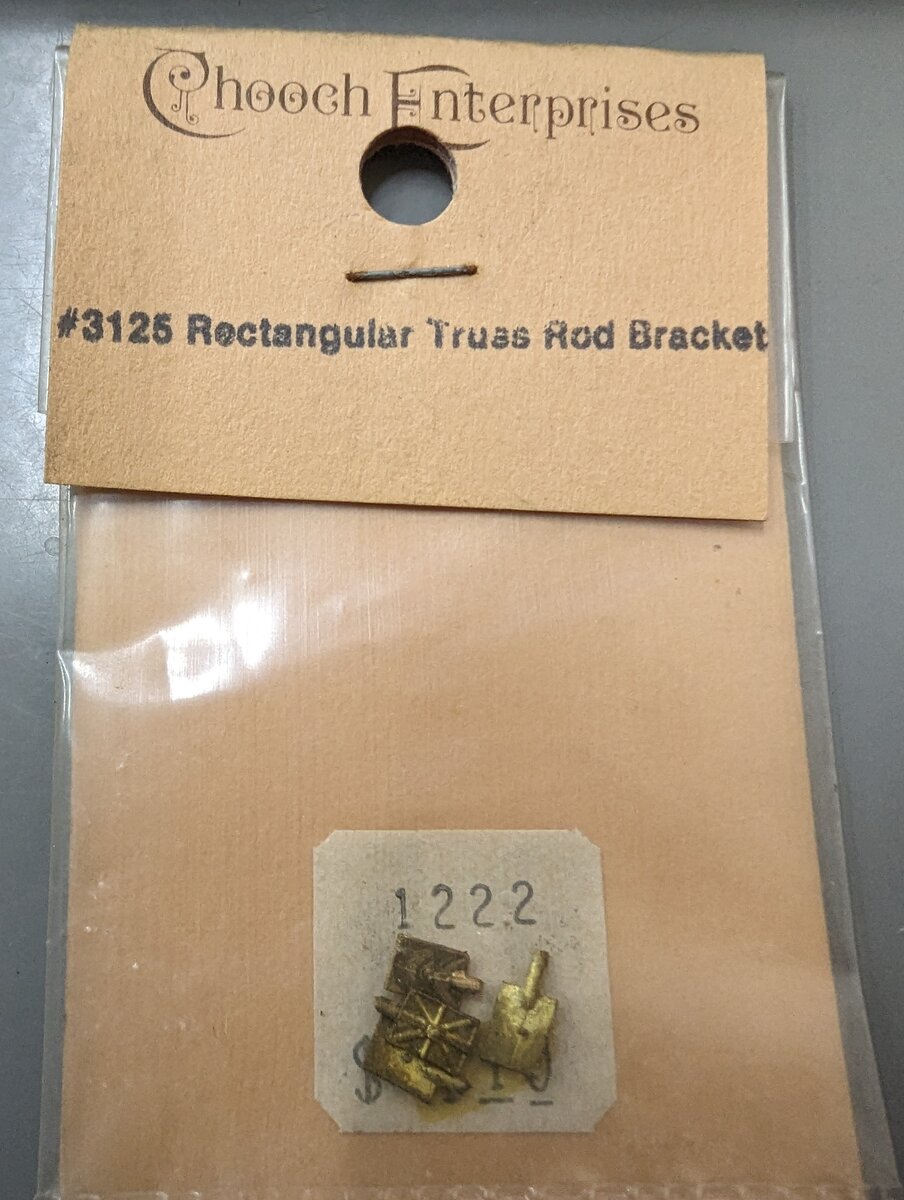 Chooch Enterprises
#3125 Rectangular Truss Rod Bracket
1222
$